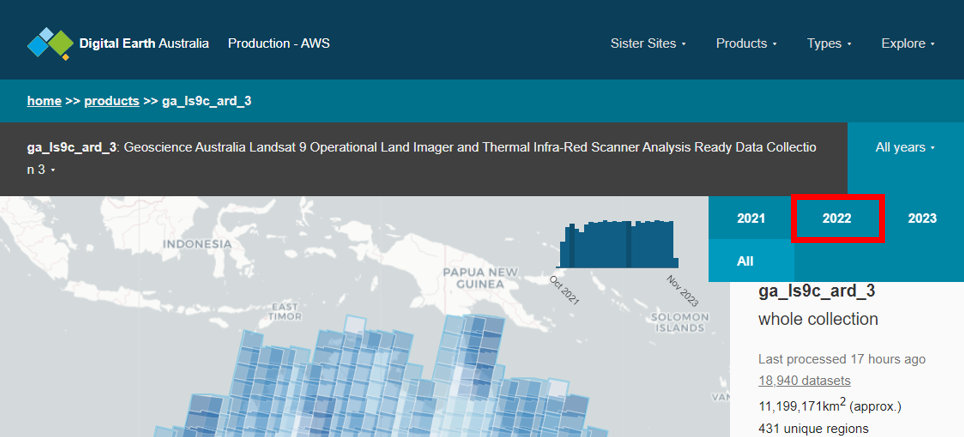 Digital Earth Australia Production - AWS Sister Sites Products Types Explore
home >> products >> ga_ls9c_ard_3
ga_ls9c_ard_3: Geoscience Australia Landsat 9 Operational Land Imager and Thermal Infra-Red Scanner Analysis Ready Data Collectio
n 3
All years
2021 2022 2023
All
INDONESIA
PAPUA NEW
GUINEA
EAST
TIMOR
SOLOMON
ISLANDS
VAN
Oct 2021
Nov 2023
ga_ls9c_ard_3
whole collection
Last processed 17 hours ago
18,940 datasets
11,199,171km2 (approx.)
431 unique regions